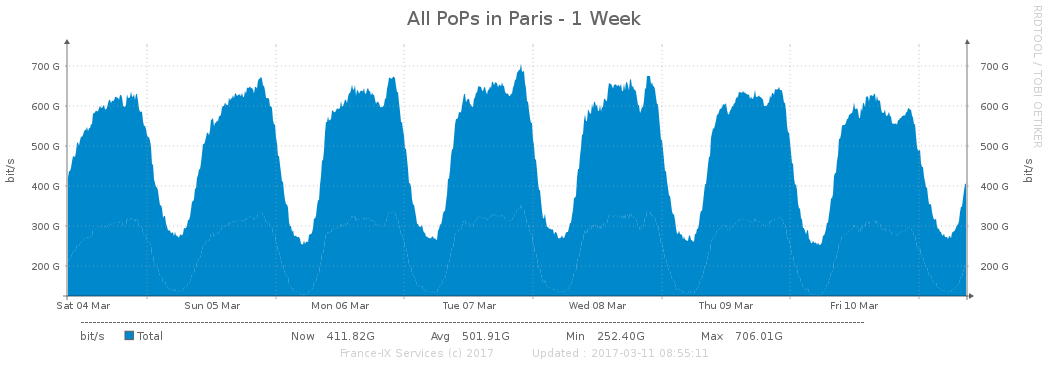 All PoPs in Paris - 1 Week
RRDTOOL / TOBI OETIKER
700 G 700 G
600 G 600 G
500 G 500 G
400 G 400 G
300 G 300 G
200 G 200 G
bit/s
bit/s
Sat 04 Mar Sun 05 Mar Mon 06 Mar Tue 07 Mar Wed 08 Mar Thu 09 Mar Fri 10 Mar
bit/s Total Now 411.82G Avg 501.91G Min 252.40G Max 706.01G
France-IX Services (c) 2017 Updated : 2017-03-11 08:55:11